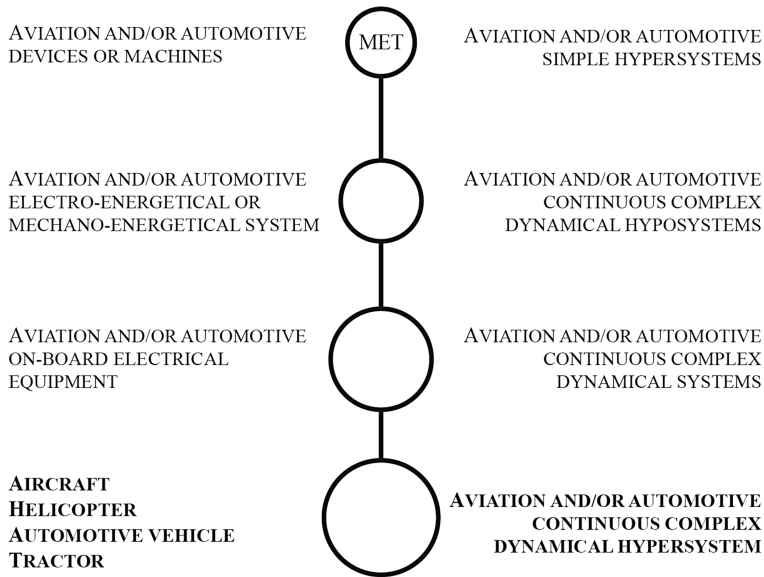 AVIATION AND/OR AUTOMOTIVE
DEVICES OR MACHINES
MET
AVIATION AND/OR AUTOMOTIVE
SIMPLE HYPERSYSTEMS
AVIATION AND/OR AUTOMOTIVE
ELECTRO-ENERGETICAL OR
MECHANO-ENERGETICAL SYSTEM
AVIATION AND/OR AUTOMOTIVE
CONTINUOUS COMPLEX
DYNAMICAL HYPOSYSTEMS
AVIATION AND/OR AUTOMOTIVE
ON-BOARD ELECTRICAL
EQUIPMENT
AVIATION AND/OR AUTOMOTIVE
CONTINUOUS COMPLEX
DYNAMICAL SYSTEMS
AIRCRAFT
HELICOPTER
AUTOMOTIVE VEHICLE
TRACTOR
AVIATION AND/OR AUTOMOTIVE
CONTINUOUS COMPLEX
DYNAMICAL HYPERSYSTEM